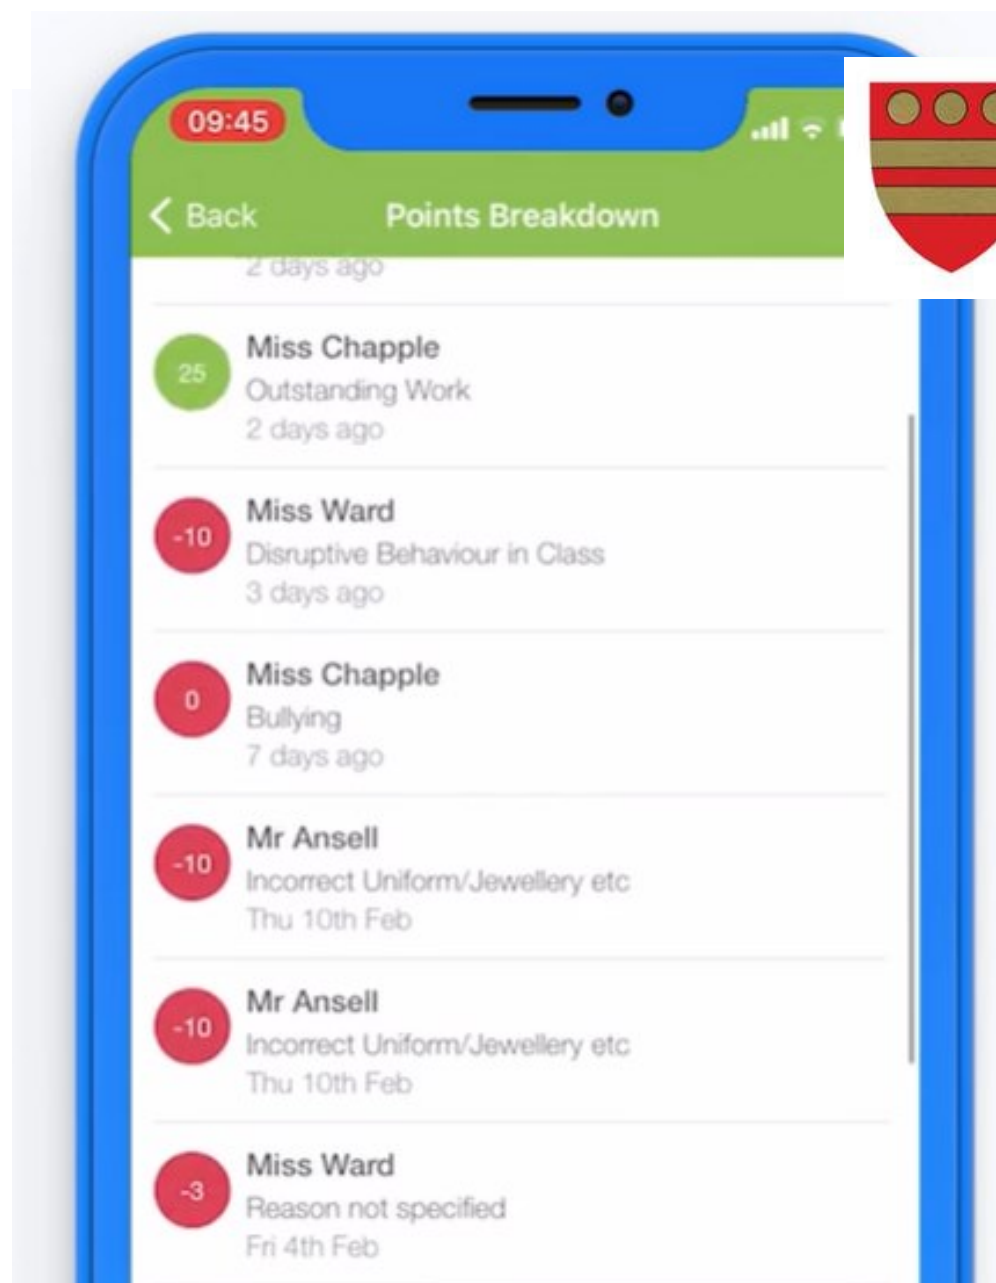 09:45
Back
Points Breakdown
2 days ago
25
Miss Chapple
Outstanding Work
2 days ago
-10
Miss Ward
Disruptive Behaviour in Class
3 days ago
0
Miss Chapple
Bullying
7 days ago
-10
Mr Ansell
Incorrect Uniform/Jewellery etc
Thu 10th Feb
-10
Mr Ansell
Incorrect Uniform/Jewellery etc
Thu 10th Feb
-3
Miss Ward
Reason not specified
Fri 4th Feb